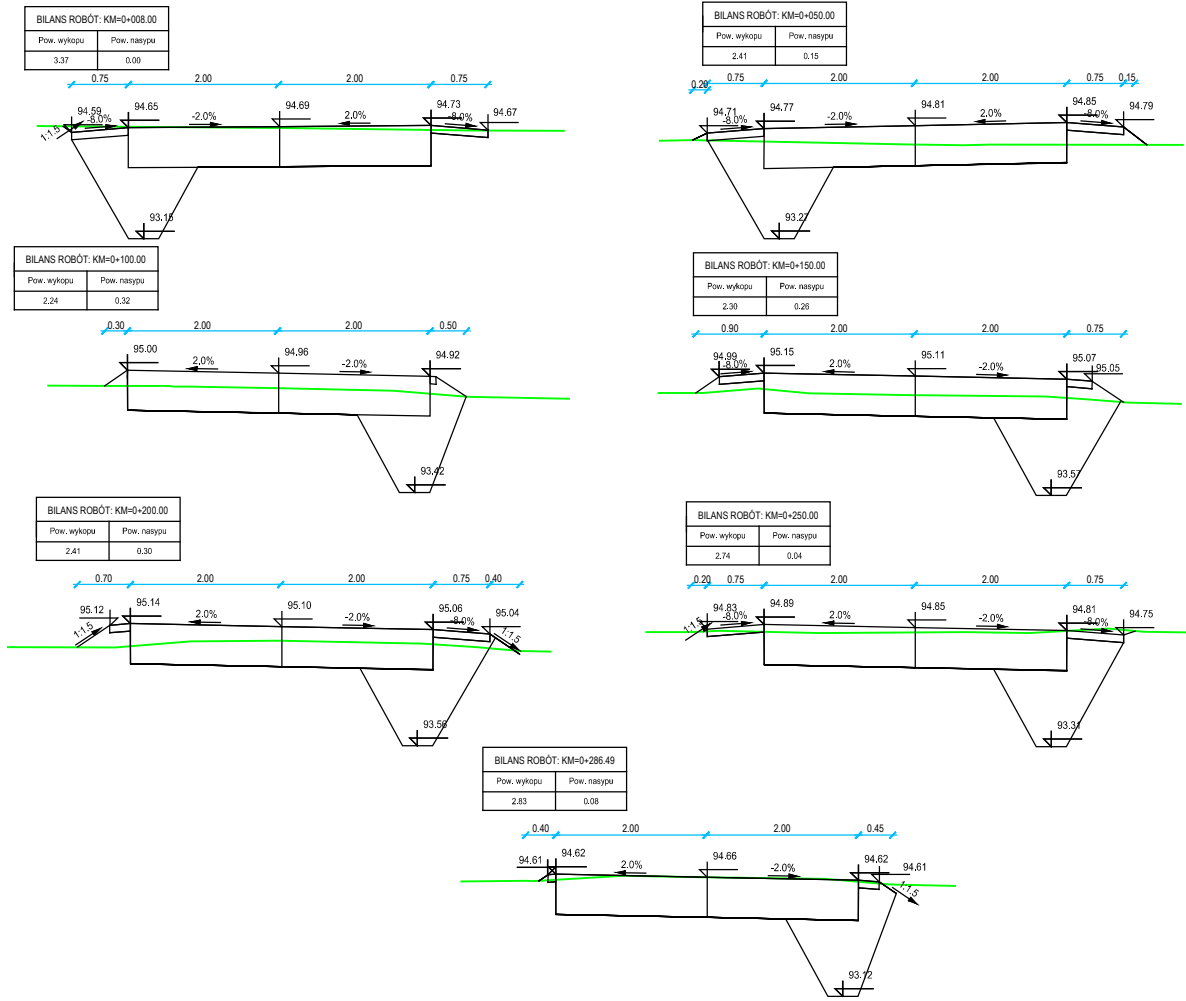 BILANS ROBÓT: KM=0+008.00
Pow. wykopu Pow. nasypu
3.37 0.00
0.75 2.00 2.00 0.75
94.59 94.65 94.69 94.73 94.67
1:1.5 -8.0% -2.0% 2.0% -8.0%
93.15
BILANS ROBÓT: KM=0+050.00
Pow. wykopu Pow. nasypu
2.41 0.15
0.20 0.75 2.00 2.00 0.75 0.15
94.71 94.77 94.81 94.85 94.79
-8.0% -2.0% 2.0% -8.0%
93.27
BILANS ROBÓT: KM=0+100.00
Pow. wykopu Pow. nasypu
2.24 0.32
0.30 2.00 2.00 0.50
95.00 94.96 94.92
2.0% -2.0%
93.42
BILANS ROBÓT: KM=0+150.00
Pow. wykopu Pow. nasypu
2.30 0.26
0.90 2.00 2.00 0.75
94.99 95.15 95.11 95.07 95.05
-8.0% 2.0% -2.0%
93.57
BILANS ROBÓT: KM=0+200.00
Pow. wykopu Pow. nasypu
2.41 0.30
0.70 2.00 2.00 0.75 0.40
95.12 95.14 95.10 95.06 95.04
1:1.5 2.0% -2.0% -8.0% 1:1.5
93.56
BILANS ROBÓT: KM=0+250.00
Pow. wykopu Pow. nasypu
2.74 0.04
0.20 0.75 2.00 2.00 0.75
94.83 94.89 94.85 94.81 94.75
1:1.5 -8.0% 2.0% -2.0% -8.0%
93.31
BILANS ROBÓT: KM=0+286.49
Pow. wykopu Pow. nasypu
2.83 0.08
0.40 2.00 2.00 0.45
94.61 94.62 94.66 94.62 94.61
2.0% -2.0% 1:1.5
93.12